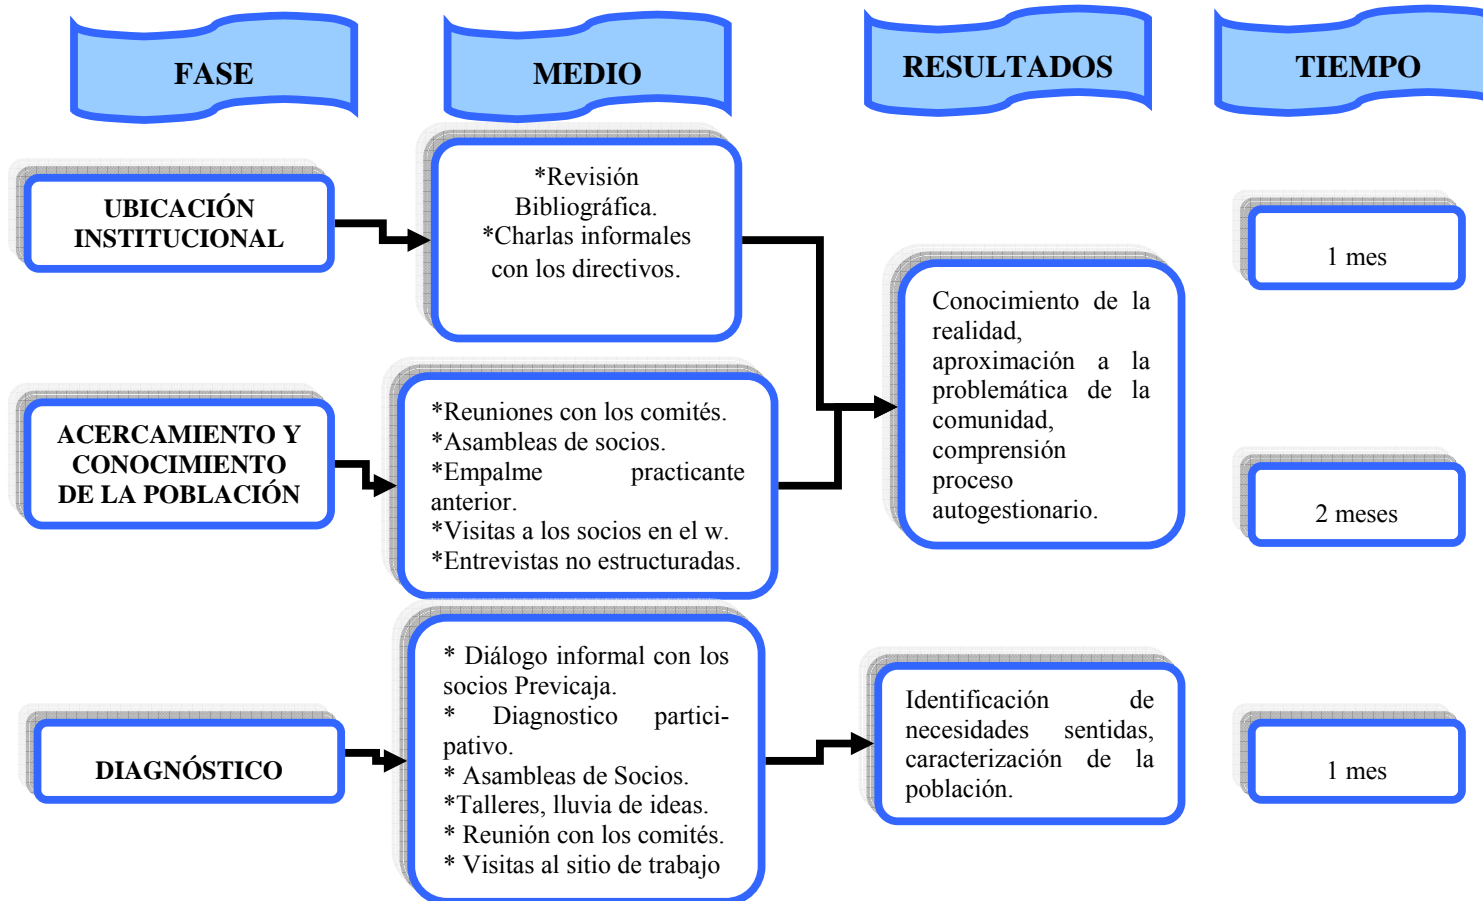 FASE
MEDIO
RESULTADOS
TIEMPO
UBICACIÓN
INSTITUCIONAL
*Revisión
Bibliográfica.
*Charlas informales
con los directivos.
1 mes
ACERCAMIENTO Y
CONOCIMIENTO
DE LA POBLACIÓN
*Reuniones con los comités.
*Asambleas de socios.
*Empalme practicante
anterior.
*Visitas a los socios en el w.
*Entrevistas no estructuradas.
Conocimiento de la
realidad,
aproximación a la
problemática de la
comunidad,
comprensión
proceso
autogestionario.
2 meses
DIAGNÓSTICO
* Diálogo informal con los
socios Previcaja.
* Diagnostico partici-
pativo.
* Asambleas de Socios.
*Talleres, lluvia de ideas.
* Reunión con los comités.
* Visitas al sitio de trabajo
Identificación de
necesidades sentidas,
caracterización de la
población.
1 mes